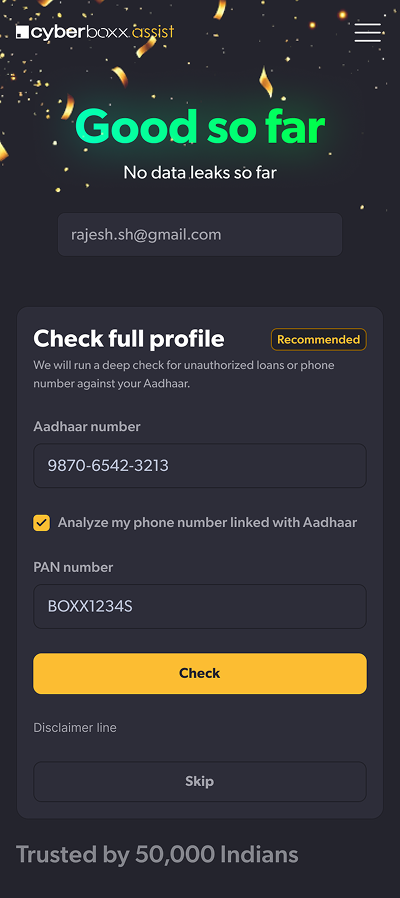 cyberboxx.assist
Good so far
No data leaks so far
rajesh.sh@gmail.com
Check full profile
Recommended
We will run a deep check for unauthorized loans or phone
number against your Aadhaar.
Aadhaar number
9870-6542-3213
Analyze my phone number linked with Aadhaar
PAN number
BOXX1234S
Check
Disclaimer line
Skip
Trusted by 50,000 Indians